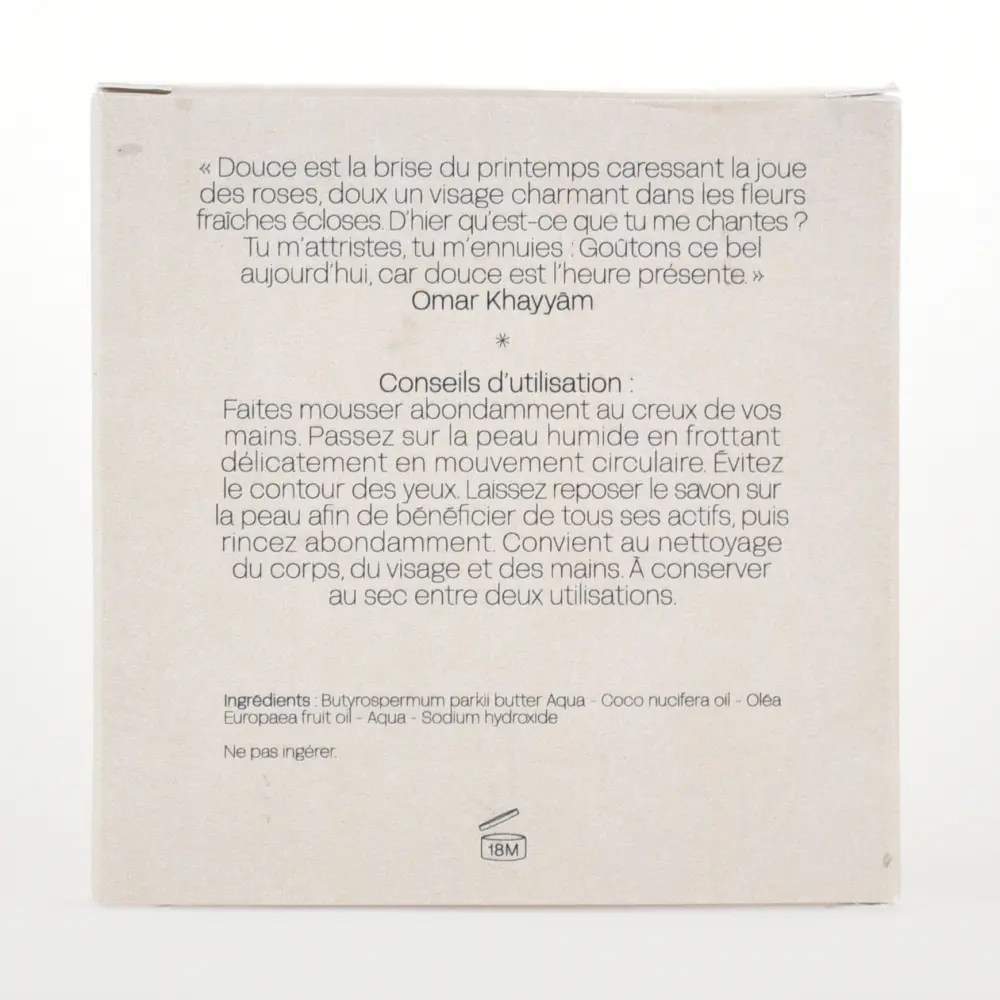 « Douce est la brise du printemps caressant la joue
des roses, doux un visage charmant dans les fleurs
fraîches écloses. D'hier qu'est-ce que tu me chantes ?
Tu m'attristes, tu m'ennuies : Goûtons ce bel
aujourd'hui, car douce est l'heure présente. »
Omar Khayyâm
*
Conseils d'utilisation :
Faites mousser abondamment au creux de vos
mains. Passez sur la peau humide en frottant
délicatement en mouvement circulaire. Évitez
le contour des yeux. Laissez reposer le savon sur
la peau afin de bénéficier de tous ses actifs, puis
rincez abondamment. Convient au nettoyage
du corps, du visage et des mains. À conserver
au sec entre deux utilisations.
Ingrédients : Butyrospermum parkii butter Aqua - Coco nucifera oil - Oléa
Europaea fruit oil - Aqua - Sodium hydroxide
Ne pas ingérer.
18M